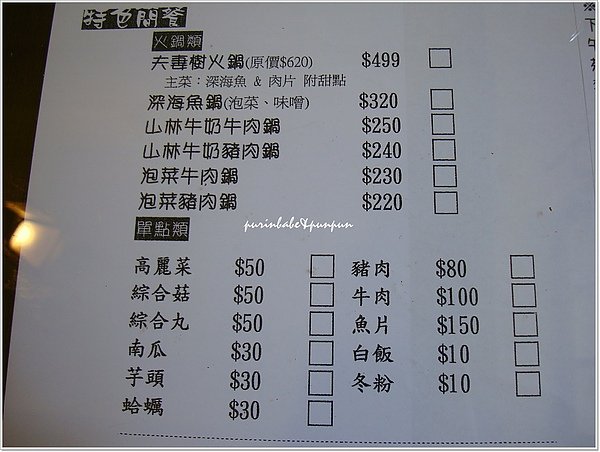 特色簡餐
火鍋類
夫妻樹火鍋(原價$620) $499
主菜：深海魚 & 肉片 附甜點
深海魚鍋(泡菜、味噌) $320
山林牛奶牛肉鍋 $250
山林牛奶豬肉鍋 $240
泡菜牛肉鍋 $230
泡菜豬肉鍋 $220
單點類
purinbabe&punpun
高麗菜 $50 豬肉 $80
綜合菇 $50 牛肉 $100
綜合丸 $50 魚片 $150
南瓜 $30 白飯 $10
芋頭 $30 冬粉 $10
蛤蠣 $30